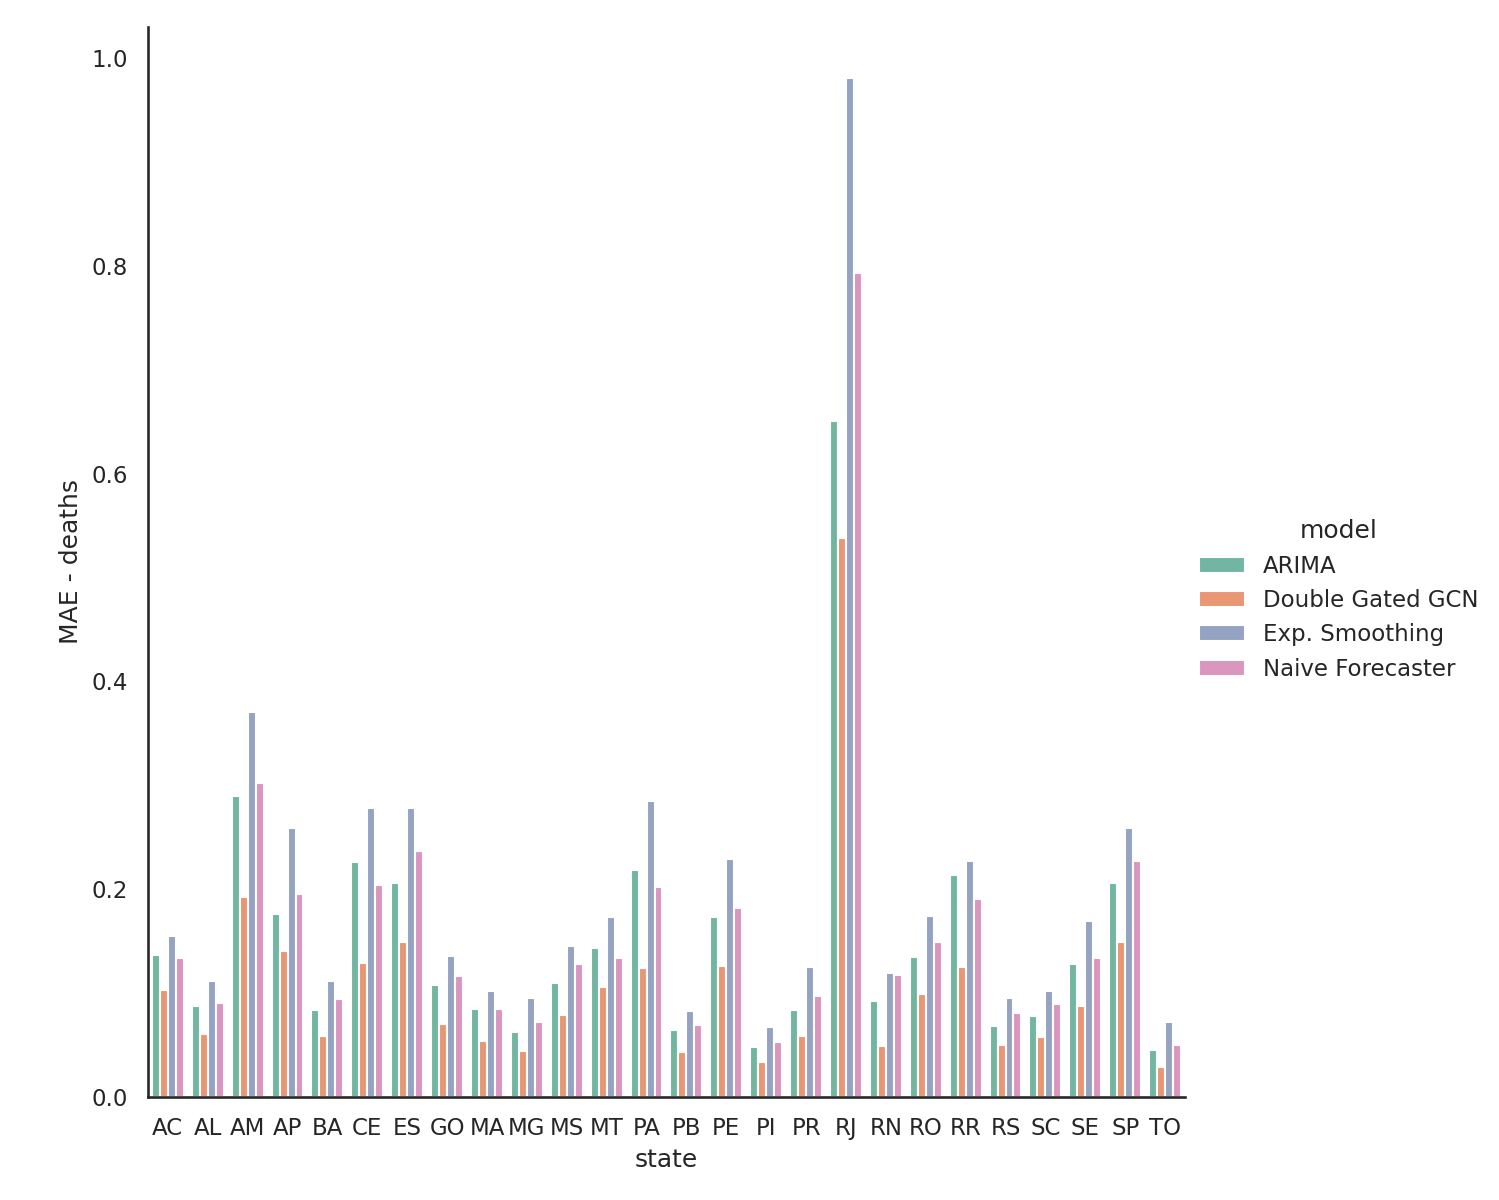 1.0
0.8
0.6
0.4
0.2
0.0
MAE - deaths
AC AL AM AP BA CE ES GO MA MG MS MT PA PB PE PI PR RJ RN RO RR RS SC SE SP TO
state
model
ARIMA
Double Gated GCN
Exp. Smoothing
Naive Forecaster